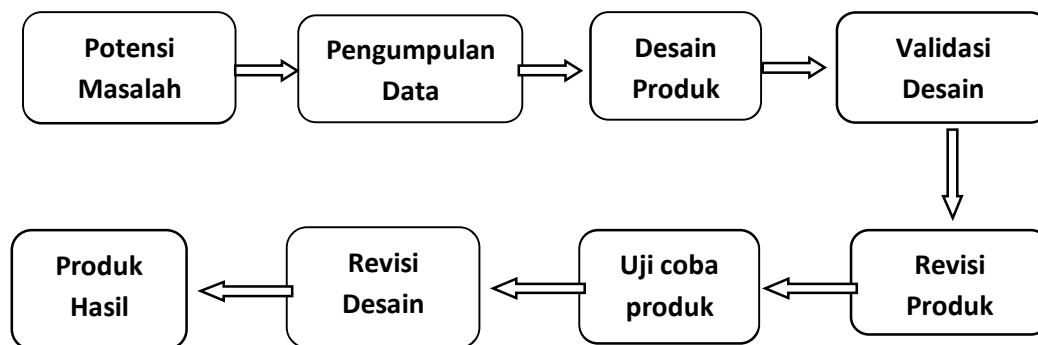 Potensi
Masalah
Pengumpulan
Data
Desain
Produk
Validasi
Desain
Revisi
Produk
Uji coba
produk
Revisi
Desain
Produk
Hasil